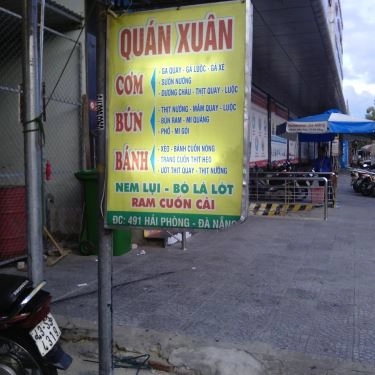 QUÁN XUÂN
CƠM
- GÀ QUAY - GÀ LUỘC - GÀ XÉ
- SƯỜN NƯỚNG
- DƯƠNG CHÂU - THỊT QUAY - LUỘC
BÚN
- THỊT NƯỚNG - MẮM QUAY - LUỘC
- BÚN RAM - MÌ QUẢNG
- PHỞ - MÌ GÓI
BÁNH
- XÈO - BÁNH CUỐN NÓNG
- TRÁNG CUỐN THỊT HEO
- ƯỚT THỊT QUAY - THỊT NƯỚNG
NEM LỤI - BÒ LÁ LỐT
RAM CUỐN CẢI
ĐC: 491 HẢI PHÒNG - ĐÀ NẴNG